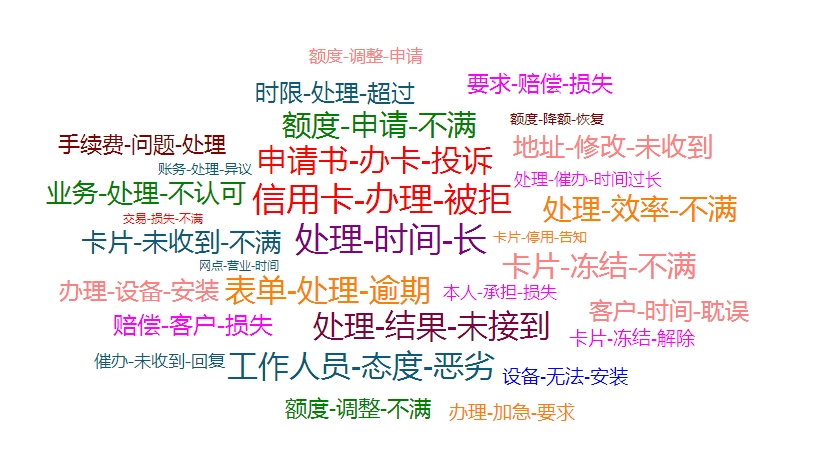 额度-调整-申请
要求-赔偿-损失
时限-处理-超过
额度-降额-恢复
额度-申请-不满
手续费-问题-处理
地址-修改-未收到
申请书-办卡-投诉
账务-处理-异议
处理-催办-时间过长
业务-处理-不认可
信用卡-办理-被拒
处理-效率-不满
交易-损失-不满
卡片-未收到-不满
处理-时间-长
卡片-停用-告知
网点-营业-时间
卡片-冻结-不满
办理-设备-安装
表单-处理-逾期
本人-承担-损失
客户-时间-耽误
赔偿-客户-损失
处理-结果-未接到
卡片-冻结-解除
催办-未收到-回复
工作人员-态度-恶劣
设备-无法-安装
额度-调整-不满
办理-加急-要求